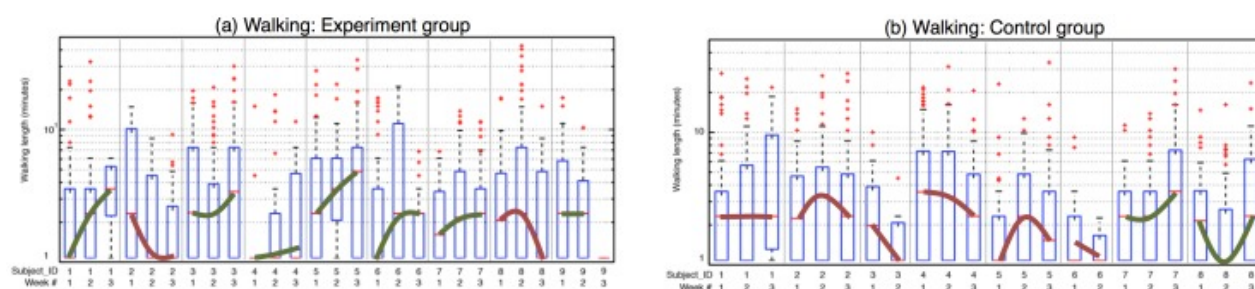 (a) Walking: Experiment group
Walking length (minutes)
10¹
1
Subject_ID 1 1 1 2 2 2 3 3 3 4 4 4 5 5 5 6 6 6 7 7 7 8 8 8 9 9 9
Week # 1 2 3 1 2 3 1 2 3 1 2 3 1 2 3 1 2 3 1 2 3 1 2 3 1 2 3
(b) Walking: Control group
Walking length (minutes)
10
1
Subject_ID 1 1 1 2 2 2 3 3 4 4 4 5 5 5 6 6 7 7 7 8 8 8
Week # 1 2 3 1 2 3 1 2 1 2 3 1 2 3 1 2 1 2 3 1 2 3